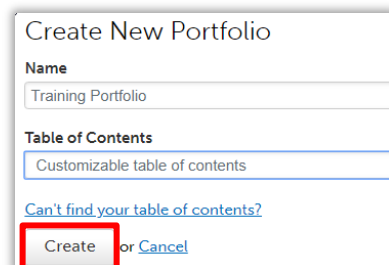 Create New Portfolio
Name
Training Portfolio
Table of Contents
Customizable table of contents
Can't find your table of contents?
Create or Cancel